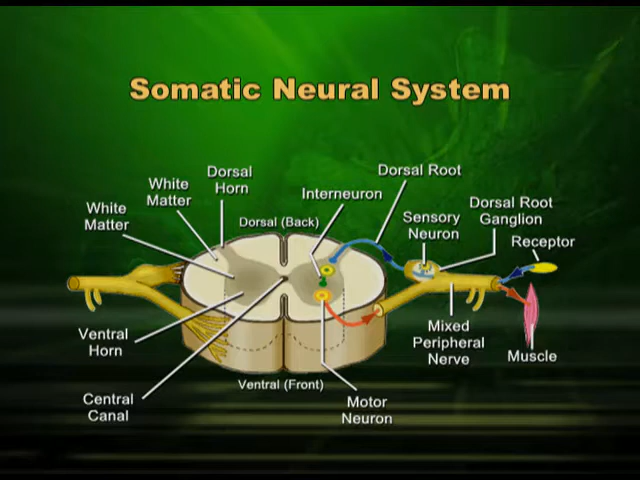 Somatic Neural System
Dorsal
Horn
White
Matter
White
Matter
Dorsal (Back)
Interneuron
Dorsal Root
Sensory
Neuron
Dorsal Root
Ganglion
Receptor
Ventral
Horn
Central
Canal
Ventral (Front)
Motor
Neuron
Mixed
Peripheral
Nerve
Muscle